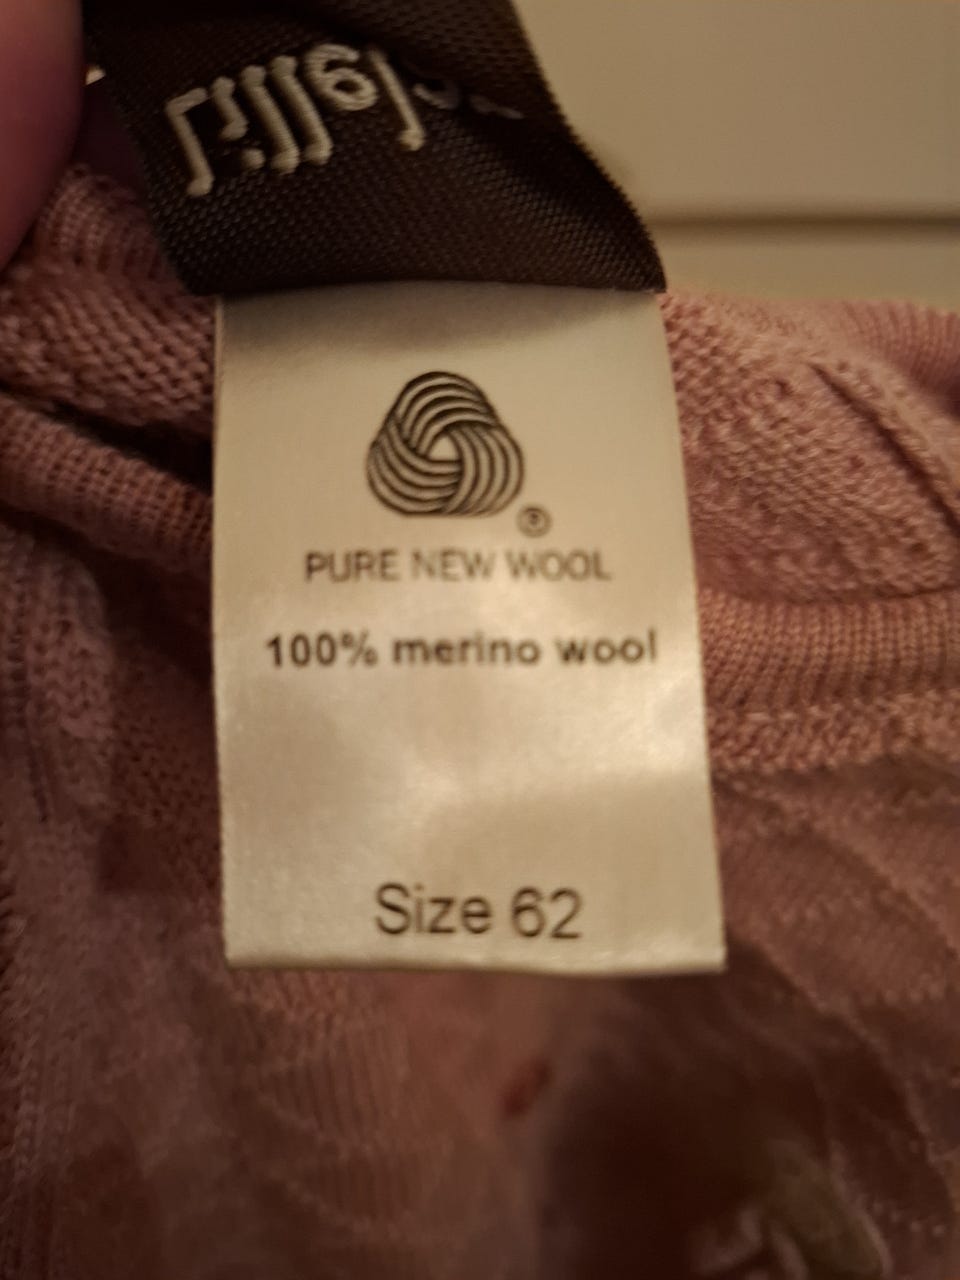 ®
PURE NEW WOOL
100% merino wool
Size 62